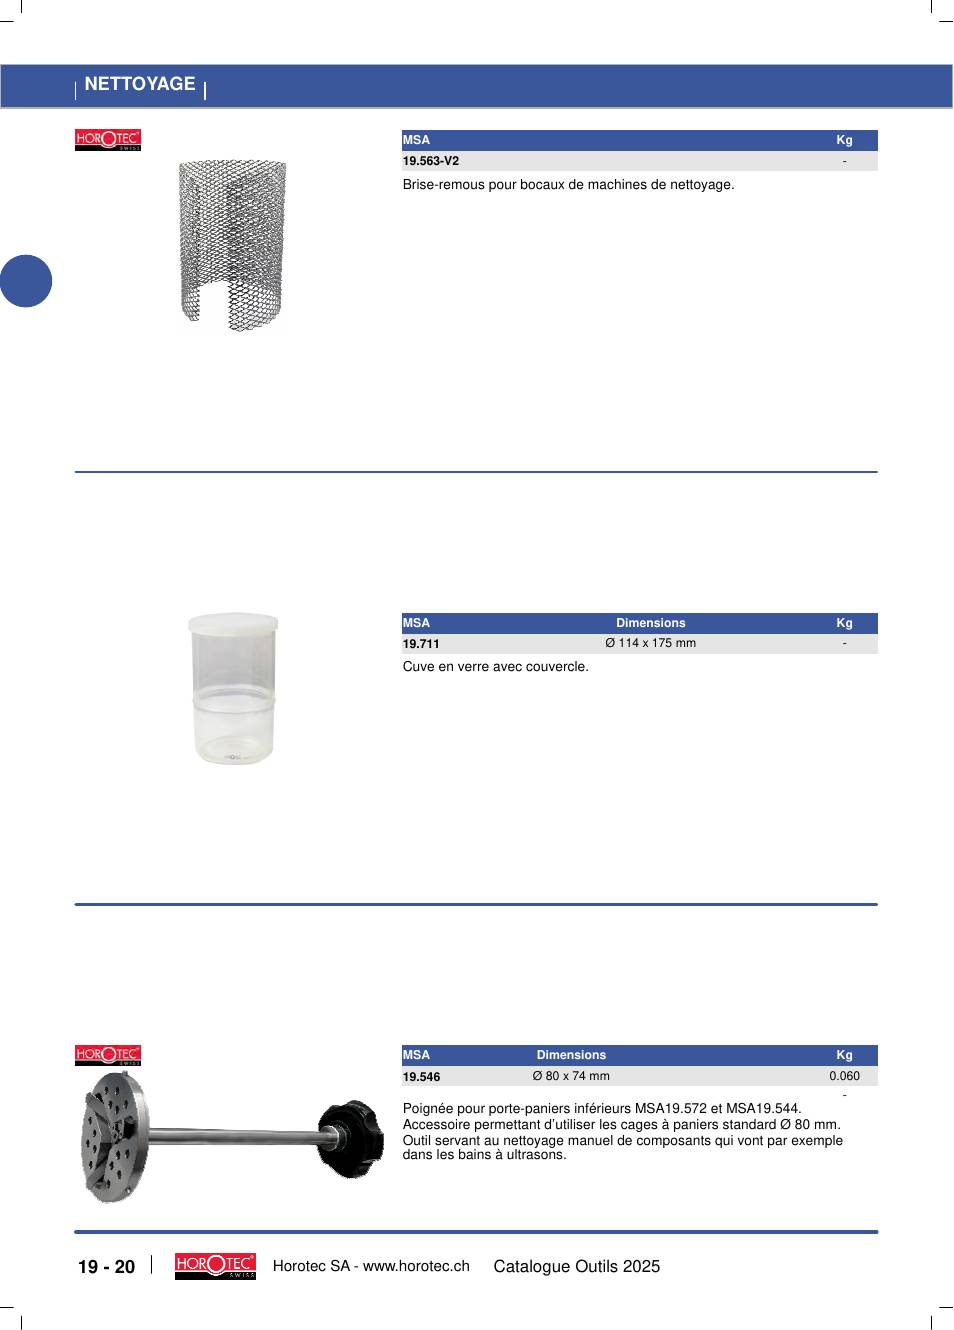 NETTOYAGE
HOROTEC®
SWISS
MSA Kg
19.563-V2 -
Brise-remous pour bocaux de machines de nettoyage.
MSA Dimensions Kg
19.711 Ø 114 x 175 mm -
Cuve en verre avec couvercle.
HOROTEC®
SWISS
MSA Dimensions Kg
19.546 Ø 80 x 74 mm 0.060
-
Poignée pour porte-paniers inférieurs MSA19.572 et MSA19.544.
Accessoire permettant d'utiliser les cages à paniers standard Ø 80 mm.
Outil servant au nettoyage manuel de composants qui vont par exemple
dans les bains à ultrasons.
19 - 20 HOROTEC® SWISS Horotec SA - www.horotec.ch Catalogue Outils 2025